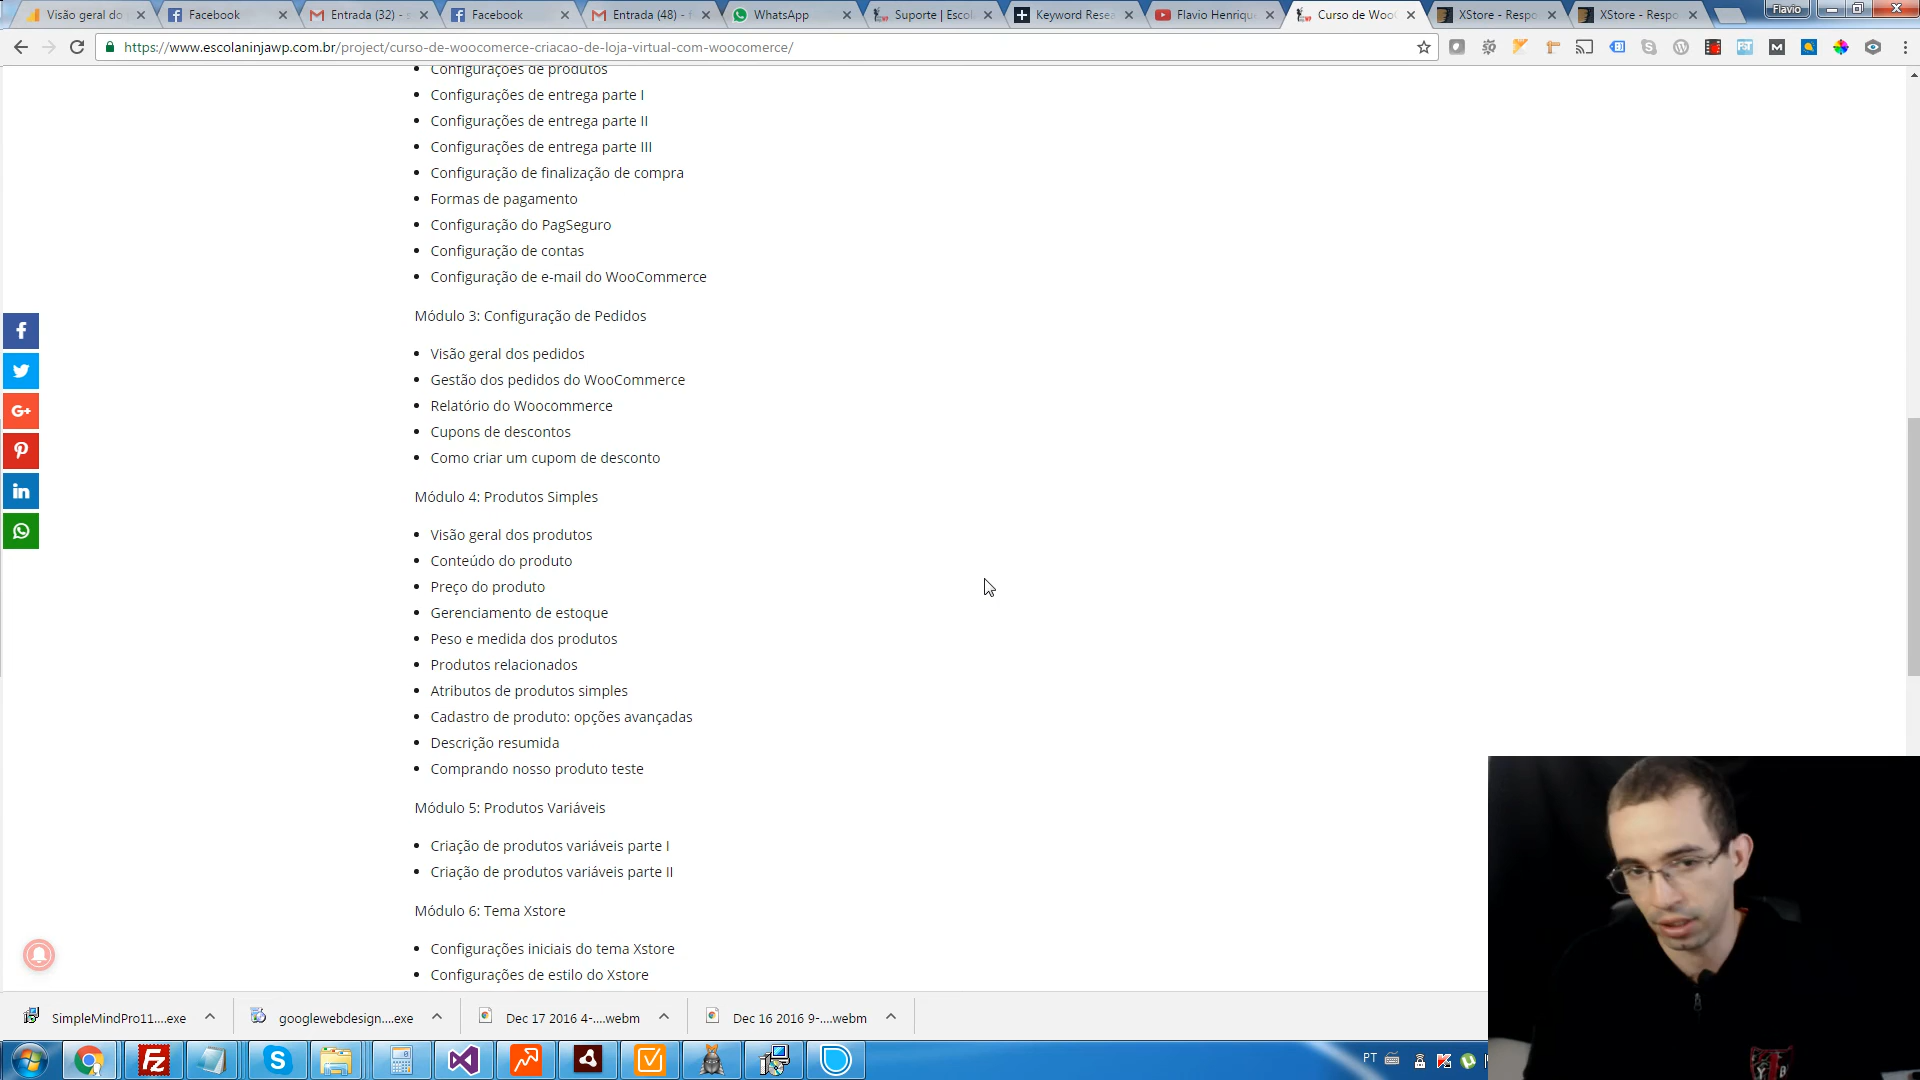 Visão geral do
Facebook
Entrada (32) - s
Facebook
Entrada (48) - f
WhatsApp
Suporte | Escol
Keyword Resea
Flavio Henrique
Curso de WooC
XStore - Respo
XStore - Respo
Flavio
https://www.escolaninjawp.com.br/project/curso-de-woocomerce-criacao-de-loja-virtual-com-woocomerce/
Configurações de produtos
Configurações de entrega parte I
Configurações de entrega parte II
Configurações de entrega parte III
Configuração de finalização de compra
Formas de pagamento
Configuração do PagSeguro
Configuração de contas
Configuração de e-mail do WooCommerce
Módulo 3: Configuração de Pedidos
Visão geral dos pedidos
Gestão dos pedidos do WooCommerce
Relatório do Woocommerce
Cupons de descontos
Como criar um cupom de desconto
Módulo 4: Produtos Simples
Visão geral dos produtos
Conteúdo do produto
Preço do produto
Gerenciamento de estoque
Peso e medida dos produtos
Produtos relacionados
Atributos de produtos simples
Cadastro de produto: opções avançadas
Descrição resumida
Comprando nosso produto teste
Módulo 5: Produtos Variáveis
Criação de produtos variáveis parte I
Criação de produtos variáveis parte II
Módulo 6: Tema Xstore
Configurações iniciais do tema Xstore
Configurações de estilo do Xstore
SimpleMindPro11....exe
googlewebdesign....exe
Dec 17 2016 4-....webm
Dec 16 2016 9-....webm
PT